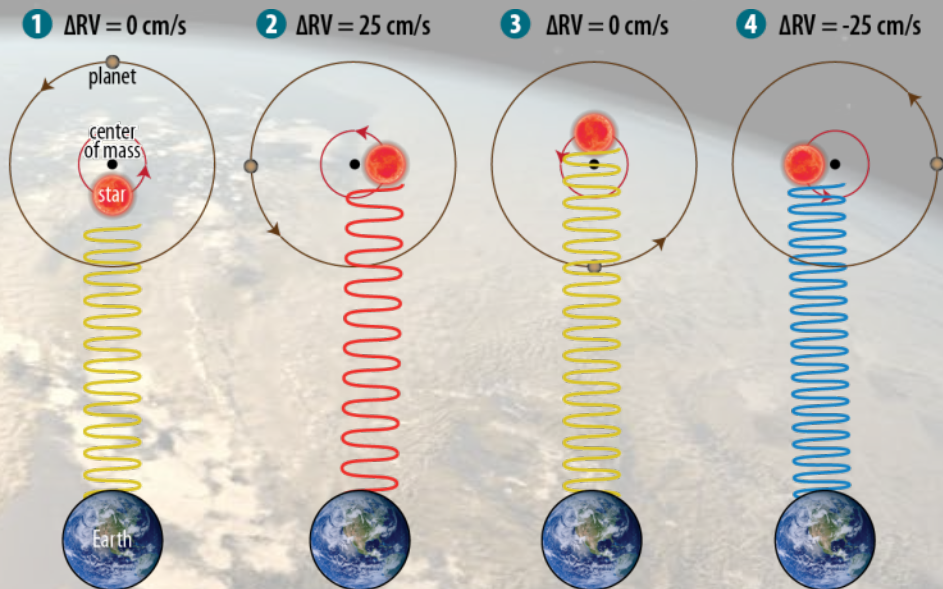 1 ΔRV = 0 cm/s
2 ΔRV = 25 cm/s
3 ΔRV = 0 cm/s
4 ΔRV = -25 cm/s
planet
center
of mass
star
Earth